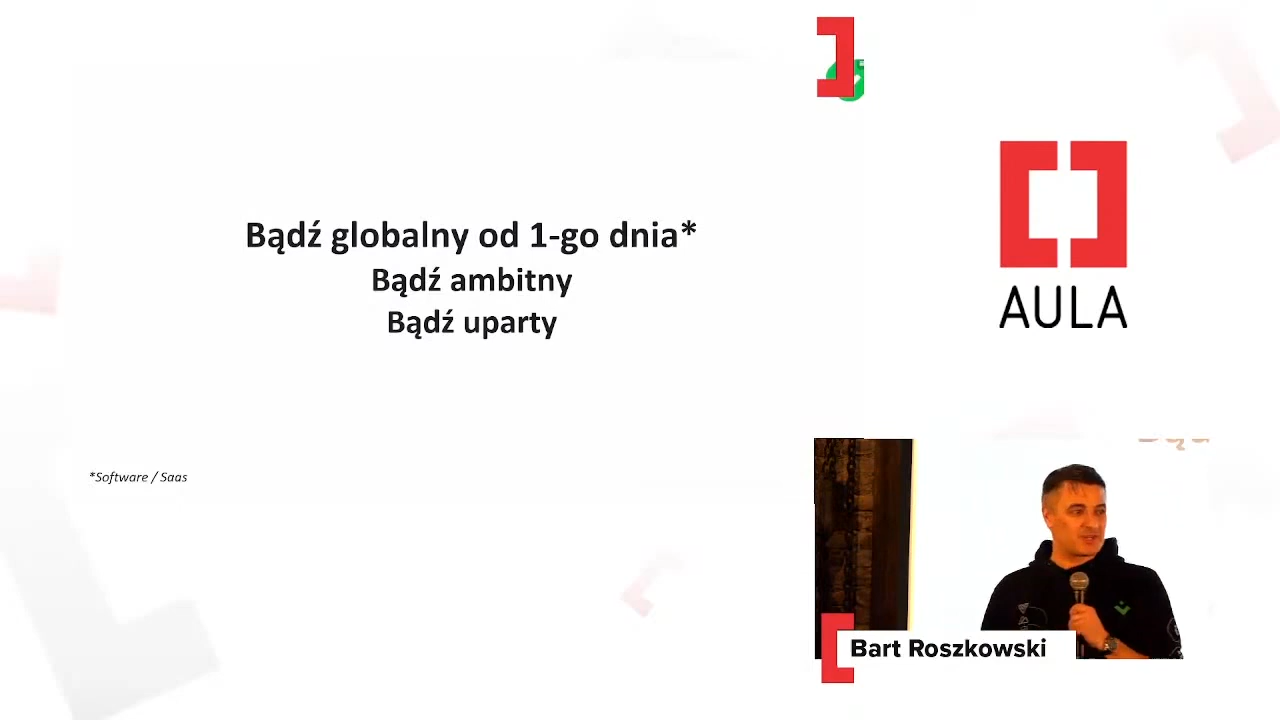 Bądź globalny od 1-go dnia*
Bądź ambitny
Bądź uparty
*Software / Saas
AULA
Bart Roszkowski